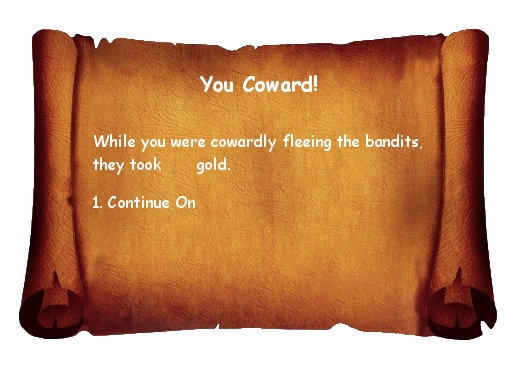 You Coward!
While you were cowardly fleeing the bandits,
they took gold.
1. Continue On